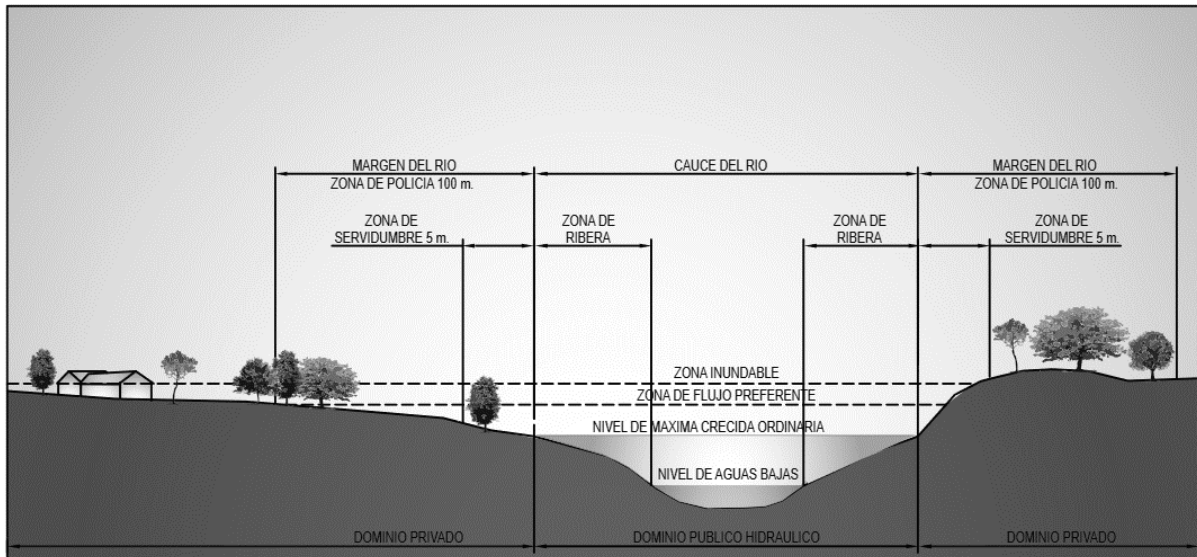 MARGEN DEL RIO
ZONA DE POLICIA 100 m.
CAUCE DEL RIO
MARGEN DEL RIO
ZONA DE POLICIA 100 m.
ZONA DE
SERVIDUMBRE 5 m.
ZONA DE
RIBERA
ZONA DE
RIBERA
ZONA DE
SERVIDUMBRE 5 m.
ZONA INUNDABLE
ZONA DE FLUJO PREFERENTE
NIVEL DE MAXIMA CRECIDA ORDINARIA
NIVEL DE AGUAS BAJAS
DOMINIO PRIVADO
DOMINIO PUBLICO HIDRAULICO
DOMINIO PRIVADO